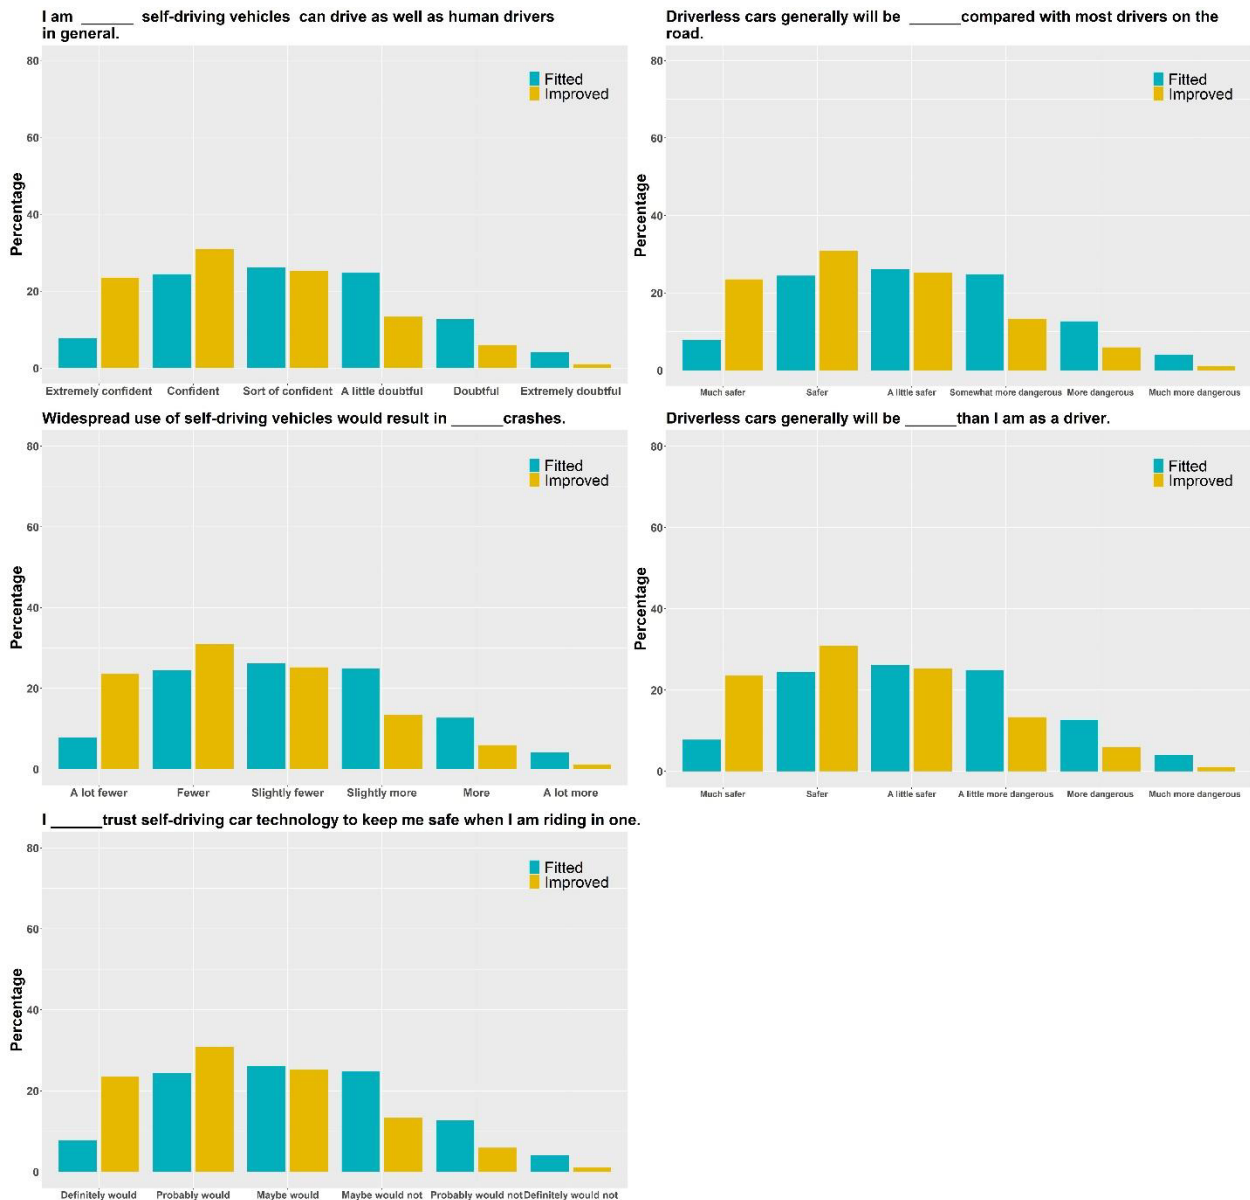 I am ______ self-driving vehicles can drive as well as human drivers
in general.
80
60
40
20
0
Percentage
Fitted
Improved
Extremely confident Confident Sort of confident A little doubtful Doubtful Extremely doubtful
Driverless cars generally will be ______compared with most drivers on the
road.
80
60
40
20
0
Percentage
Fitted
Improved
Much safer Safer A little safer Somewhat more dangerous More dangerous Much more dangerous
Widespread use of self-driving vehicles would result in ______crashes.
80
60
40
20
0
Percentage
Fitted
Improved
A lot fewer Fewer Slightly fewer Slightly more More A lot more
Driverless cars generally will be ______than I am as a driver.
80
60
40
20
0
Percentage
Fitted
Improved
Much safer Safer A little safer A little more dangerous More dangerous Much more dangerous
I ______trust self-driving car technology to keep me safe when I am riding in one.
80
60
40
20
0
Percentage
Fitted
Improved
Definitely would Probably would Maybe would Maybe would not Probably would not Definitely would not